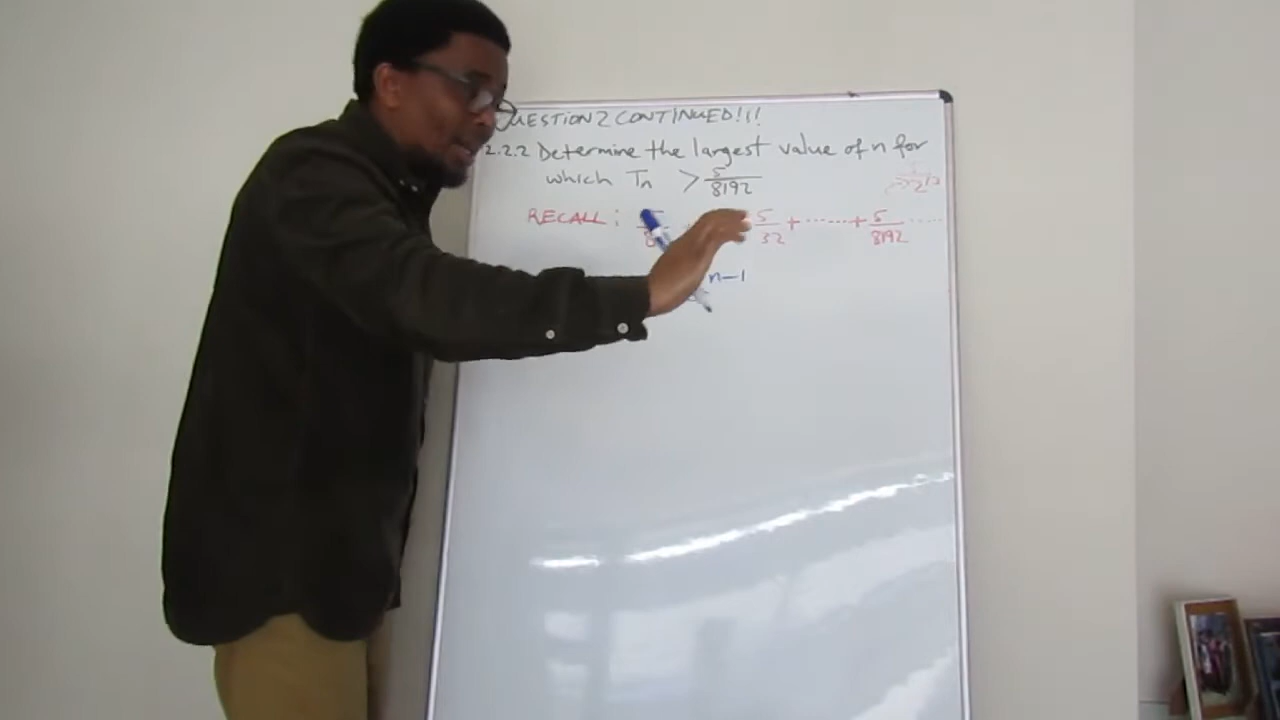 QUESTION 2 CONTINUED!!!
2.2.2 Determine the largest value of n for
which Tn > 5/8192
RECALL : 8 5/32 + ....... + 5/8192 .....
n-1